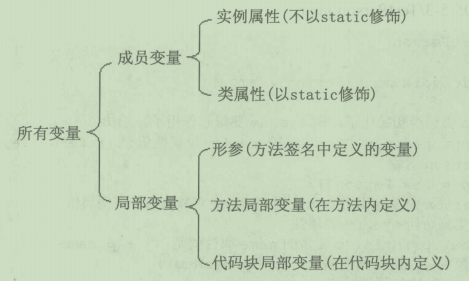 实例属性(不以static修饰)
成员变量
类属性(以static修饰)
所有变量
形参(方法签名中定义的变量)
局部变量
方法局部变量(在方法内定义)
代码块局部变量(在代码块内定义)